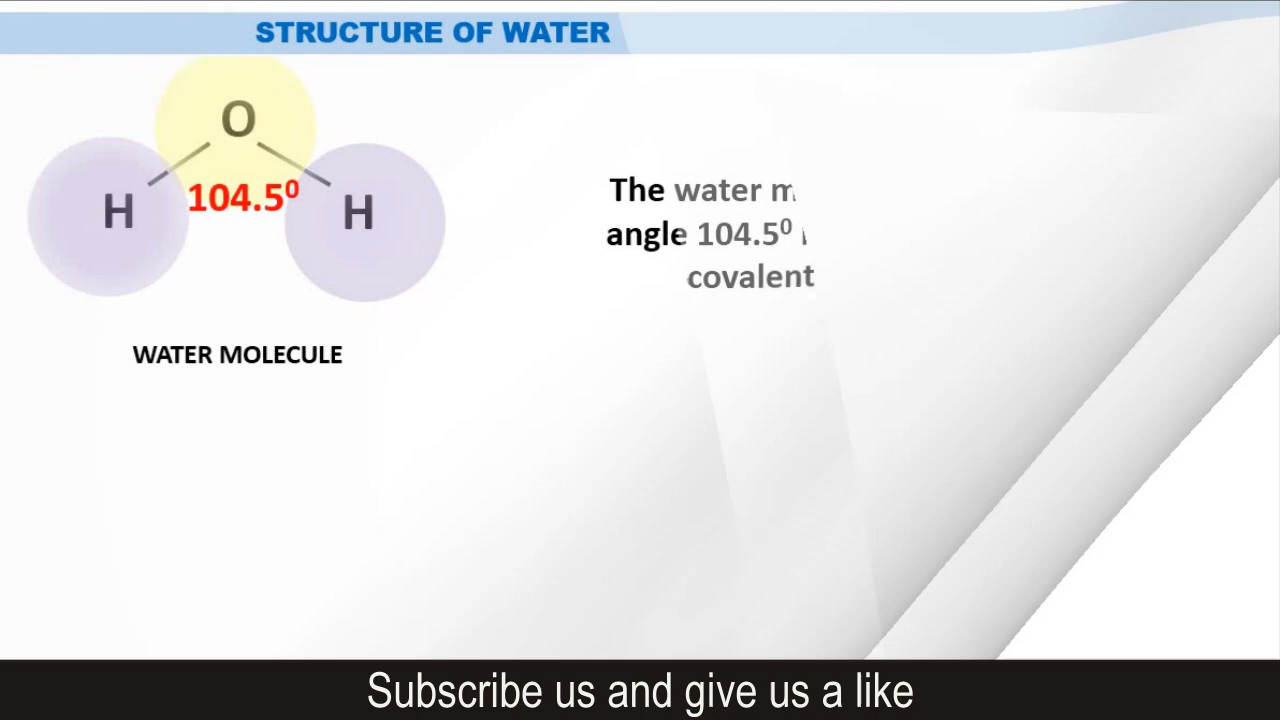 STRUCTURE OF WATER
O
H
104.5⁰
H
The water
angle 104.5⁰
covalent
WATER MOLECULE
Subscribe us and give us a like